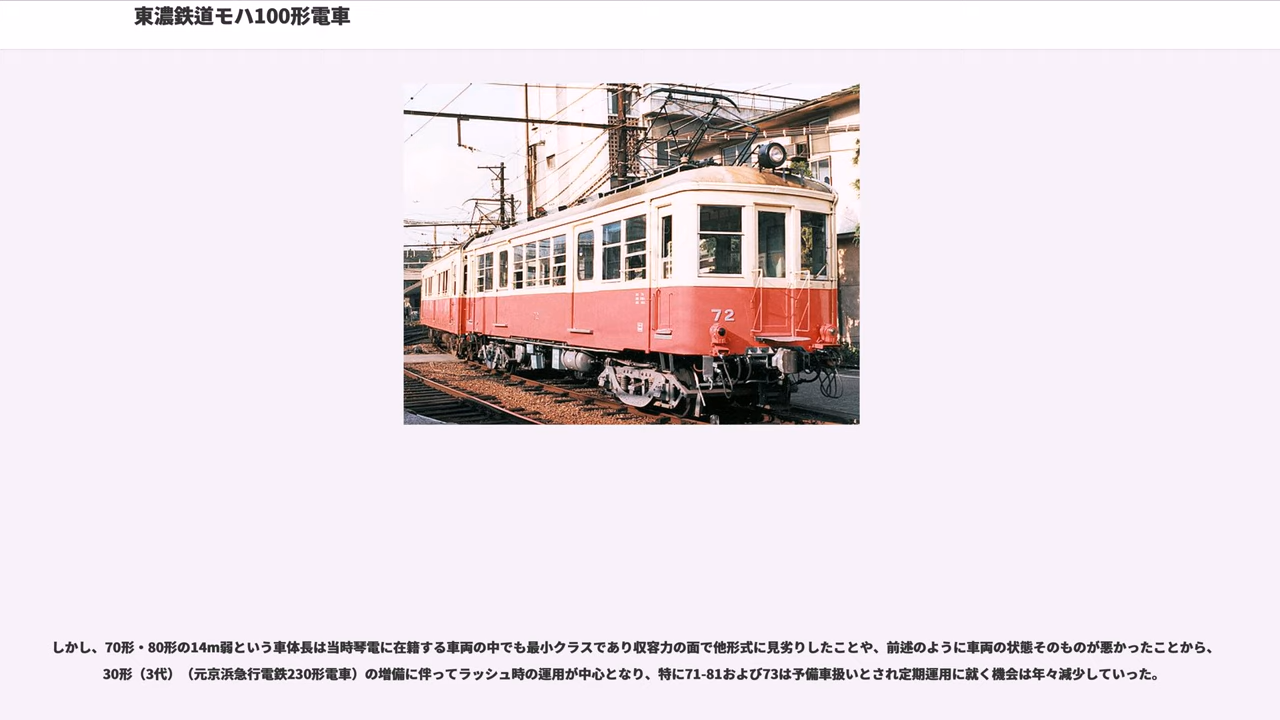 東濃鉄道モハ100形電車
72
しかし、70形・80形の14m弱という車体長は当時琴電に在籍する車両の中でも最小クラスであり収容力の面で他形式に見劣りしたことや、前述のように車両の状態そのものが悪かったことから、
30形（3代）（元京浜急行電鉄230形電車）の増備に伴ってラッシュ時の運用が中心となり、特に71-81および73は予備車扱いとされ定期運用に就く機会は年々減少していった。